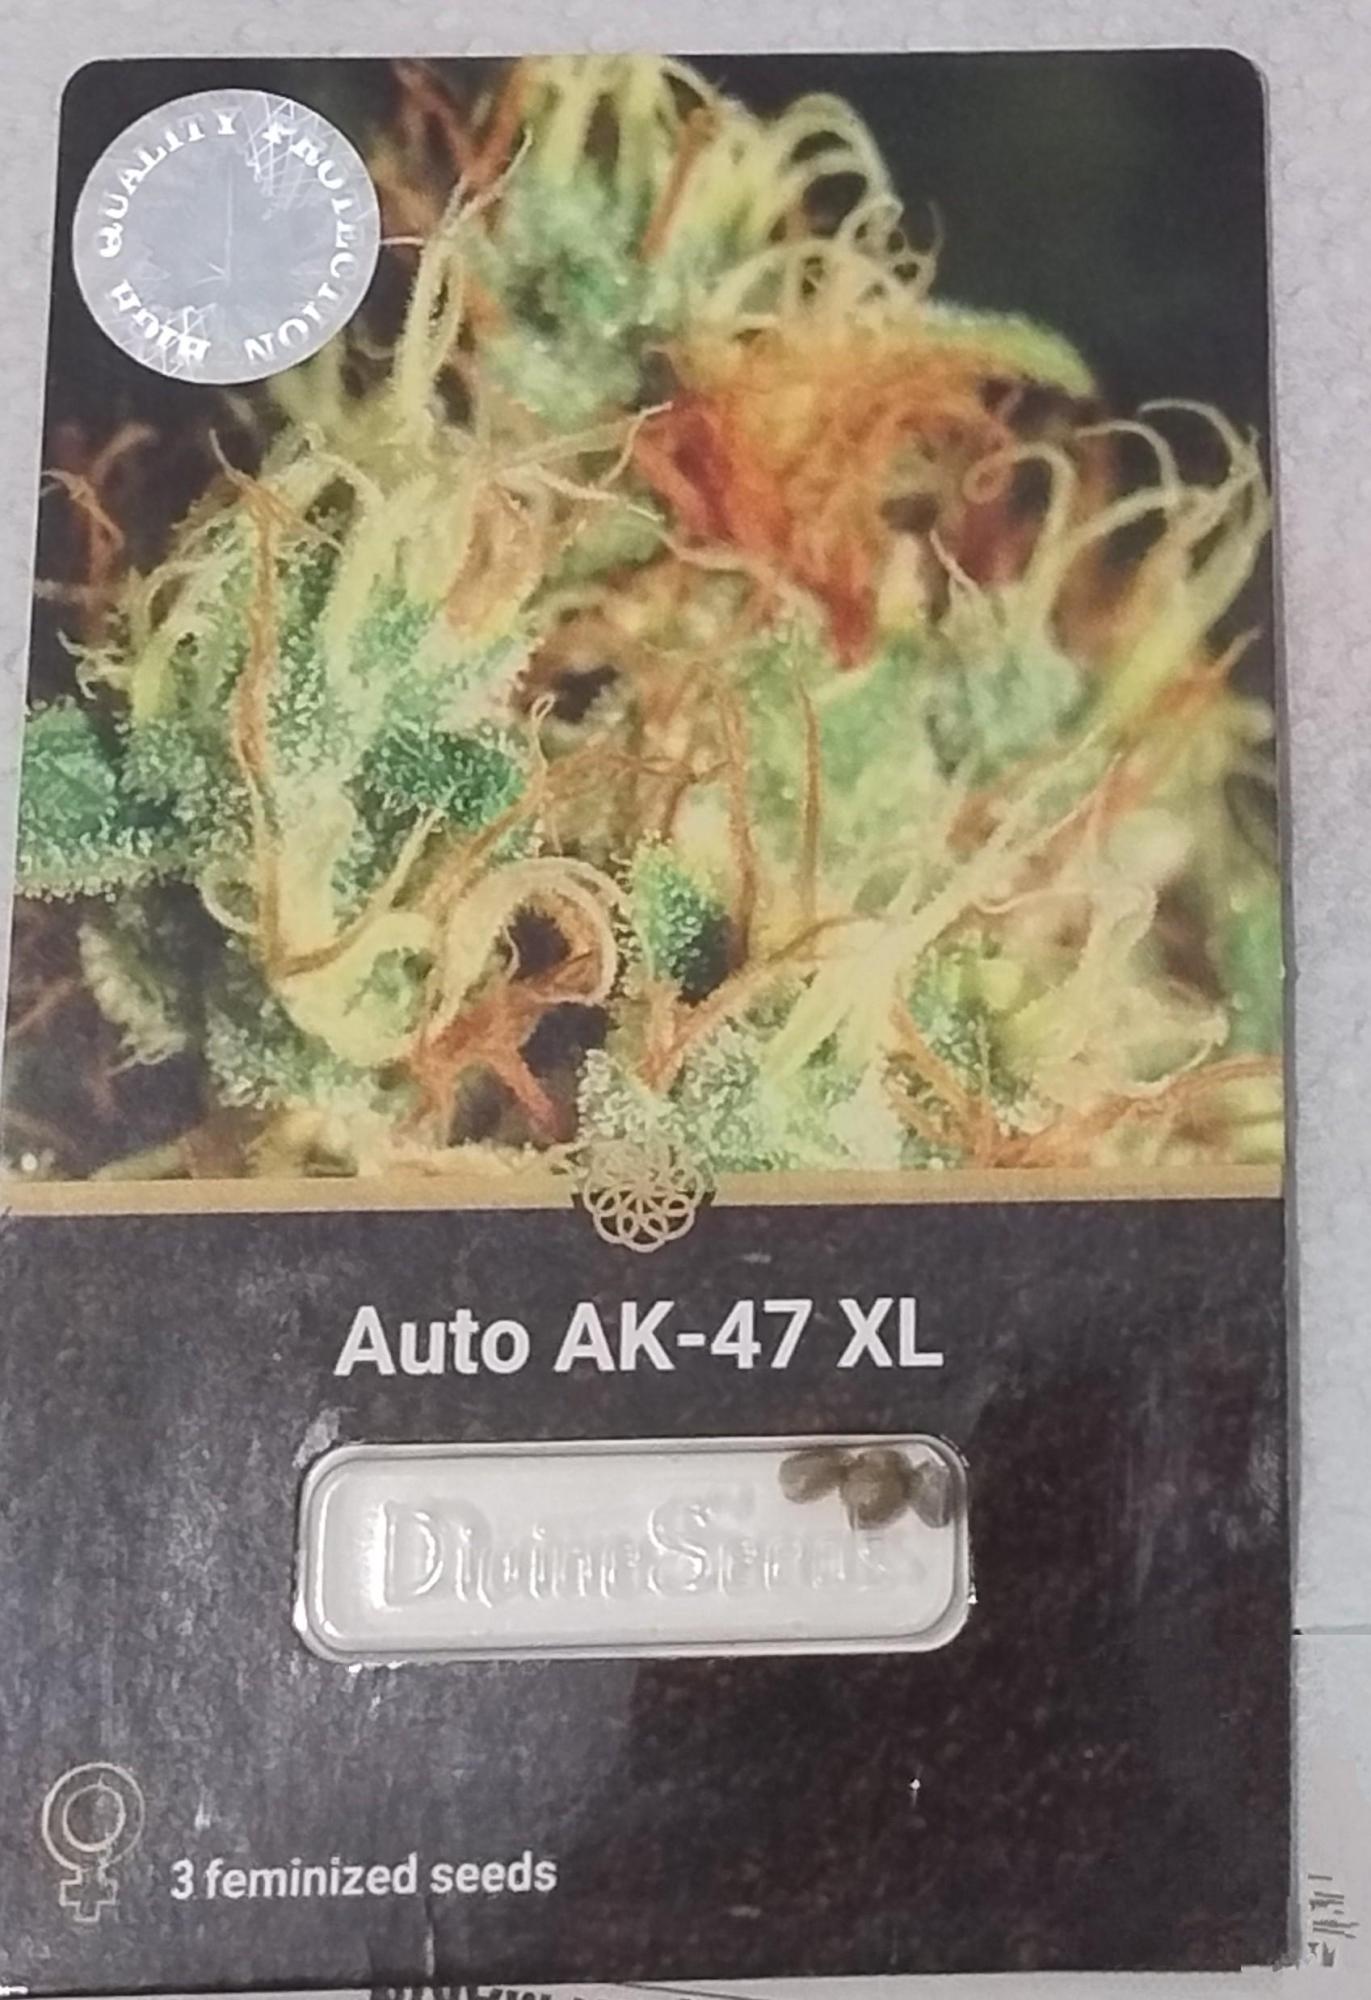 HIGH QUALITY PROTECTION
Auto AK-47 XL
DivineSeeds
3 feminized seeds